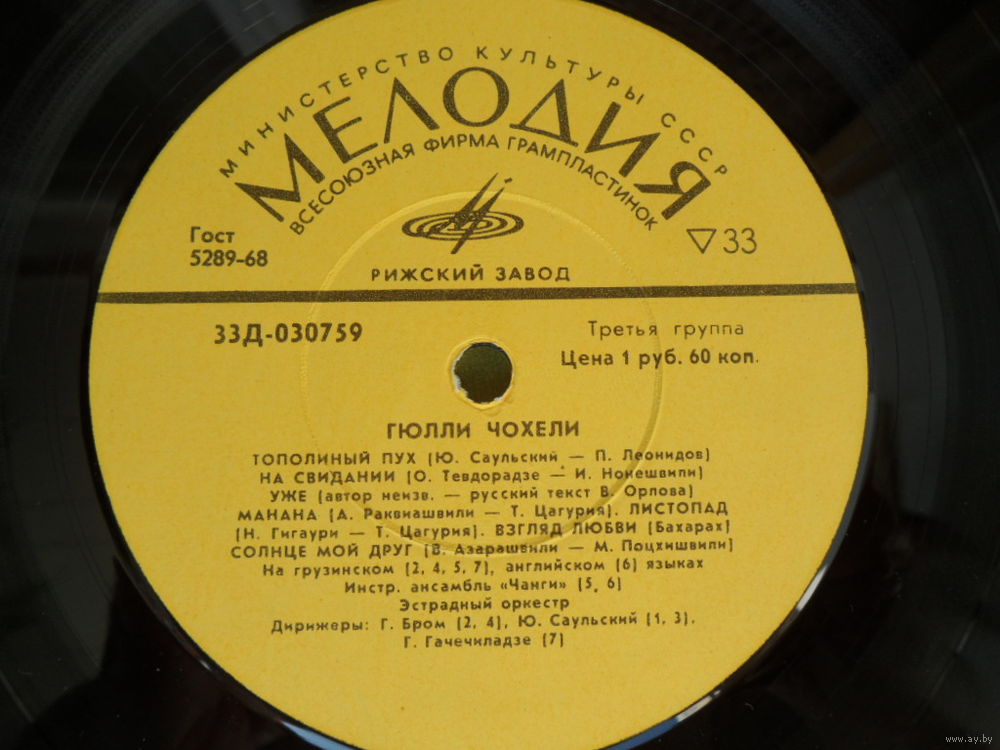 МИНИСТЕРСТВО КУЛЬТУРЫ СССР
МЕЛОДИЯ
ВСЕСОЮЗНАЯ ФИРМА ГРАМПЛАСТИНОК
Гост
5289-68
▽33
РИЖСКИЙ ЗАВОД
33Д-030759
Третья группа
Цена 1 руб. 60 коп.
ГЮЛЛИ ЧОХЕЛИ
ТОПОЛИНЫЙ ПУХ (Ю. Саульский — П. Леонидов)
НА СВИДАНИИ (О. Тевдорадзе — И. Нонешвили)
УЖЕ (автор неизв. — русский текст В. Орлова)
МАНАНА (А. Раквиашвили — Т. Цагурия). ЛИСТОПАД
(Н. Гигаури — Т. Цагурия). ВЗГЛЯД ЛЮБВИ (Бахарах)
СОЛНЦЕ МОЙ ДРУГ (В. Азарашвили — М. Поцхишвили)
На грузинском (2, 4, 5, 7), английском (6) языках
Инстр. ансамбль «Чанги» (5, 6)
Эстрадный оркестр
Дирижеры: Г. Бром (2, 4), Ю. Саульский (1, 3),
Г. Гачечиладзе (7)
www.ay.by